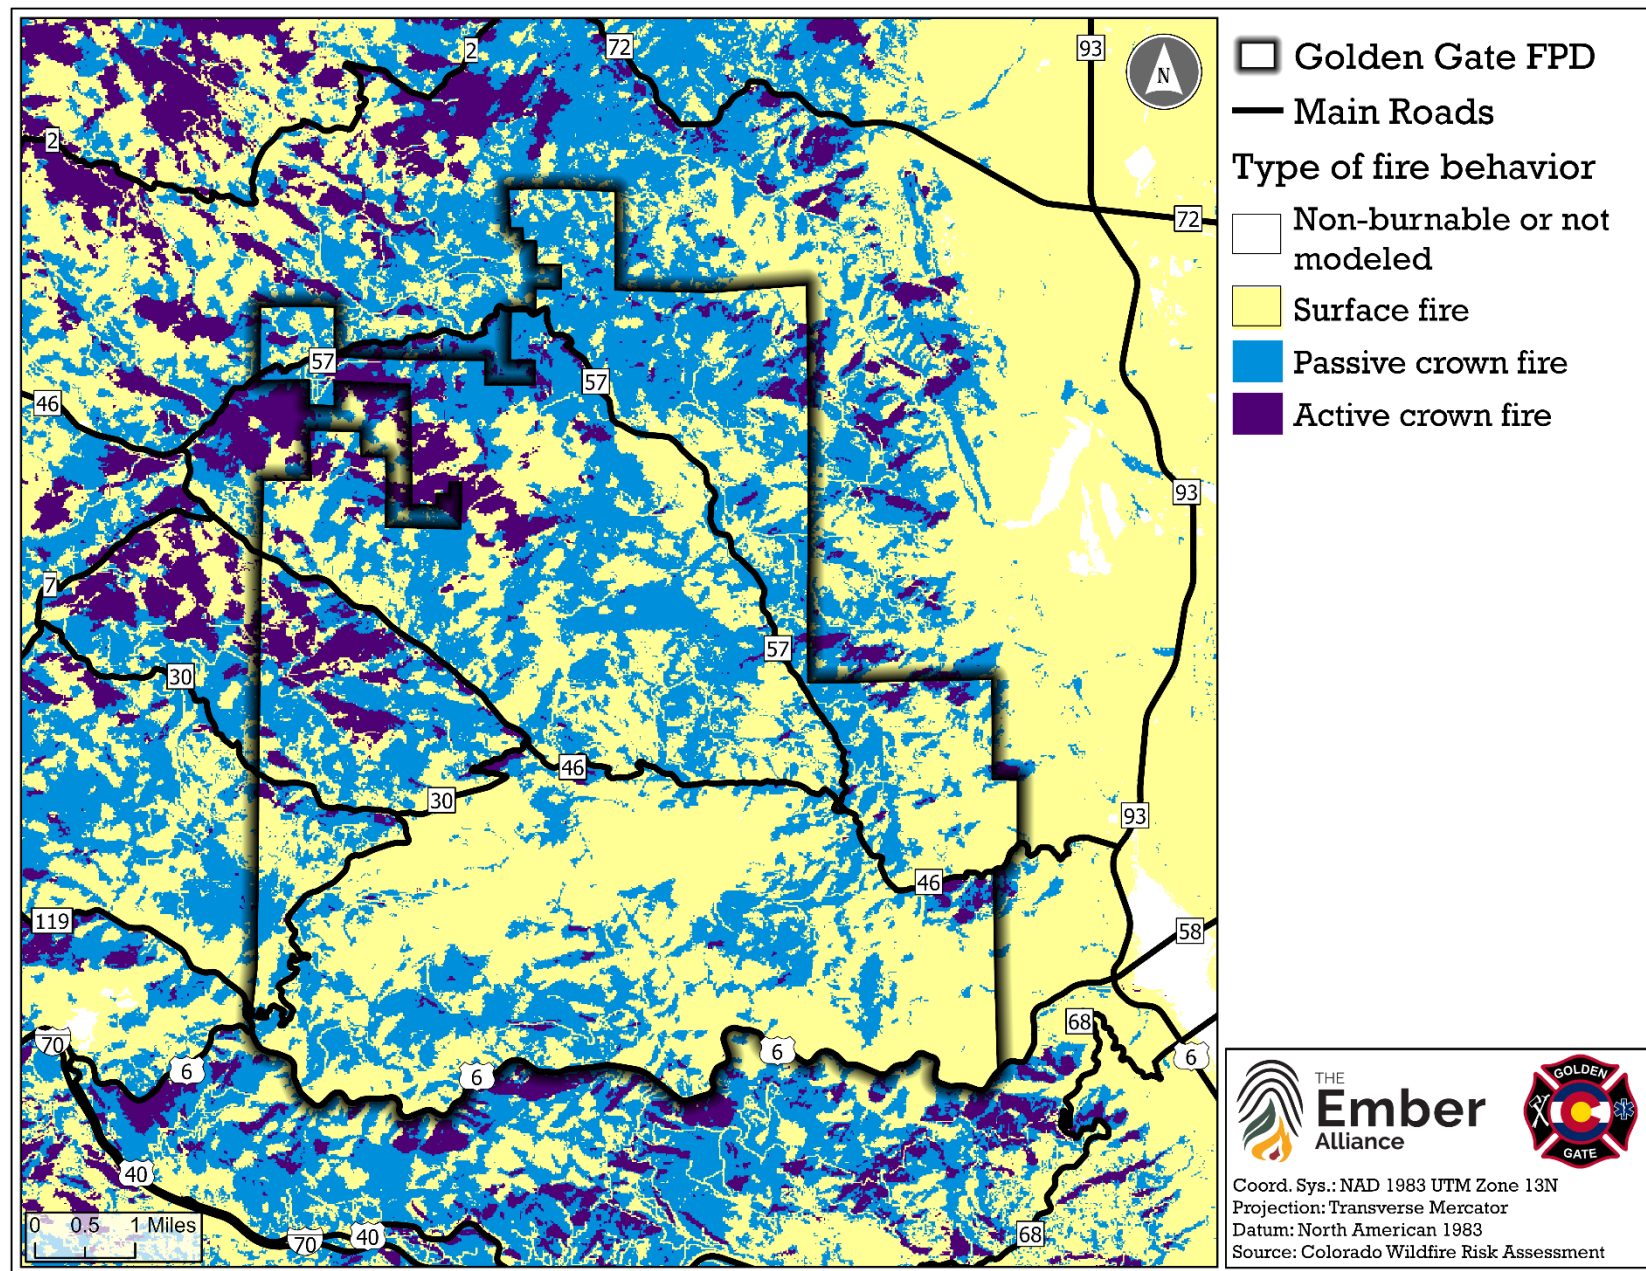 2
72
93
N
2
72
57
57
46
93
7
57
30
46
30
93
46
119
58
68
70
6
6
6
6
40
70
40
68
0 0.5 1 Miles
Golden Gate FPD
Main Roads
Type of fire behavior
Non-burnable or not
modeled
Surface fire
Passive crown fire
Active crown fire
THE
Ember
Alliance
GOLDEN
GATE
Coord. Sys.: NAD 1983 UTM Zone 13N
Projection: Transverse Mercator
Datum: North American 1983
Source: Colorado Wildfire Risk Assessment